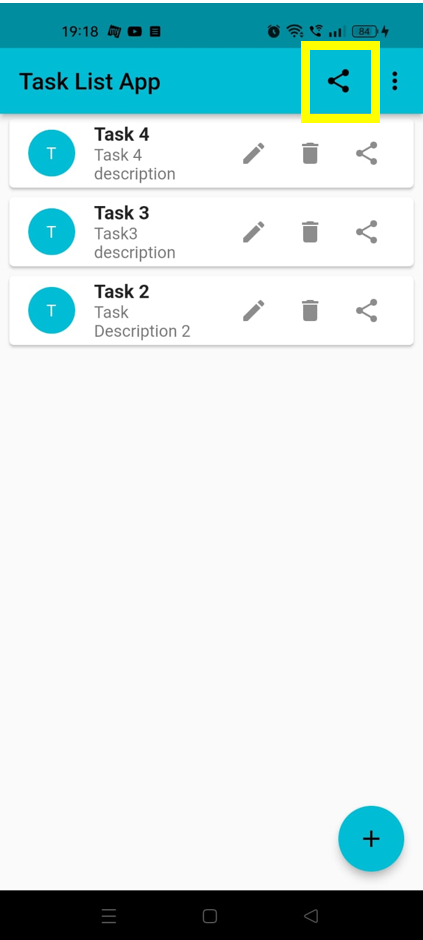 19:18
84
Task List App
T
Task 4
Task 4
description
T
Task 3
Task3
description
T
Task 2
Task
Description 2
+